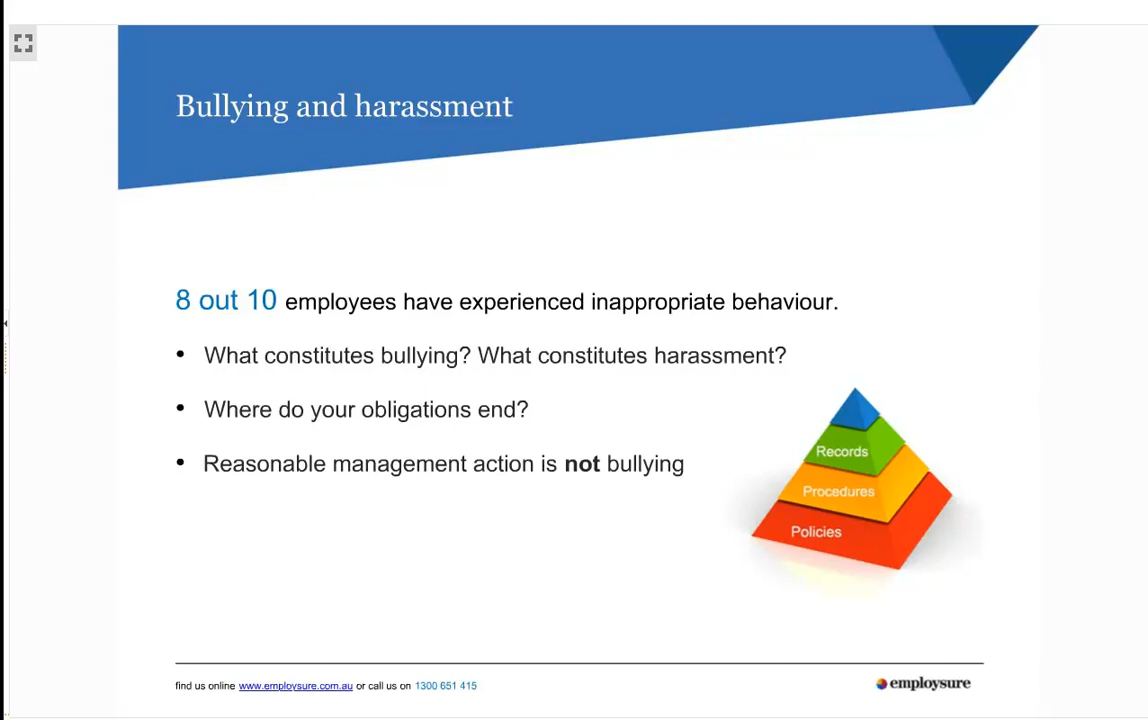 Bullying and harassment
8 out 10 employees have experienced inappropriate behaviour.
• What constitutes bullying? What constitutes harassment?
• Where do your obligations end?
• Reasonable management action is not bullying
Records
Procedures
Policies
find us online www.employsure.com.au or call us on 1300 651 415
employsure